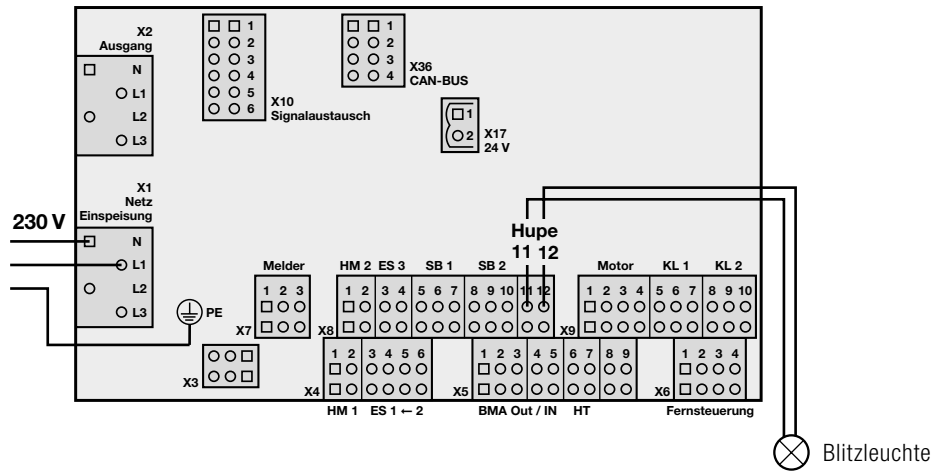 X2
Ausgang
N
L1
L2
L3
1
2
3
4
5
6
X10
Signalaustausch
1
2
3
4
X36
CAN-BUS
1
2
X17
24 V
X1
Netz
Einspeisung
230 V
N
L1
L2
L3
PE
Hupe
11 12
Melder
1 2 3
X7
HM 2 ES 3 SB 1 SB 2
1 2 3 4 5 6 7 8 9 10 11 12
X8
Motor KL 1 KL 2
1 2 3 4 5 6 7 8 9 10
X9
X3
1 2 3 4 5 6
X4
HM 1 ES 1 ← 2
1 2 3 4 5 6 7 8 9
X5
BMA Out / IN HT
1 2 3 4
X6
Fernsteuerung
Blitzleuchte